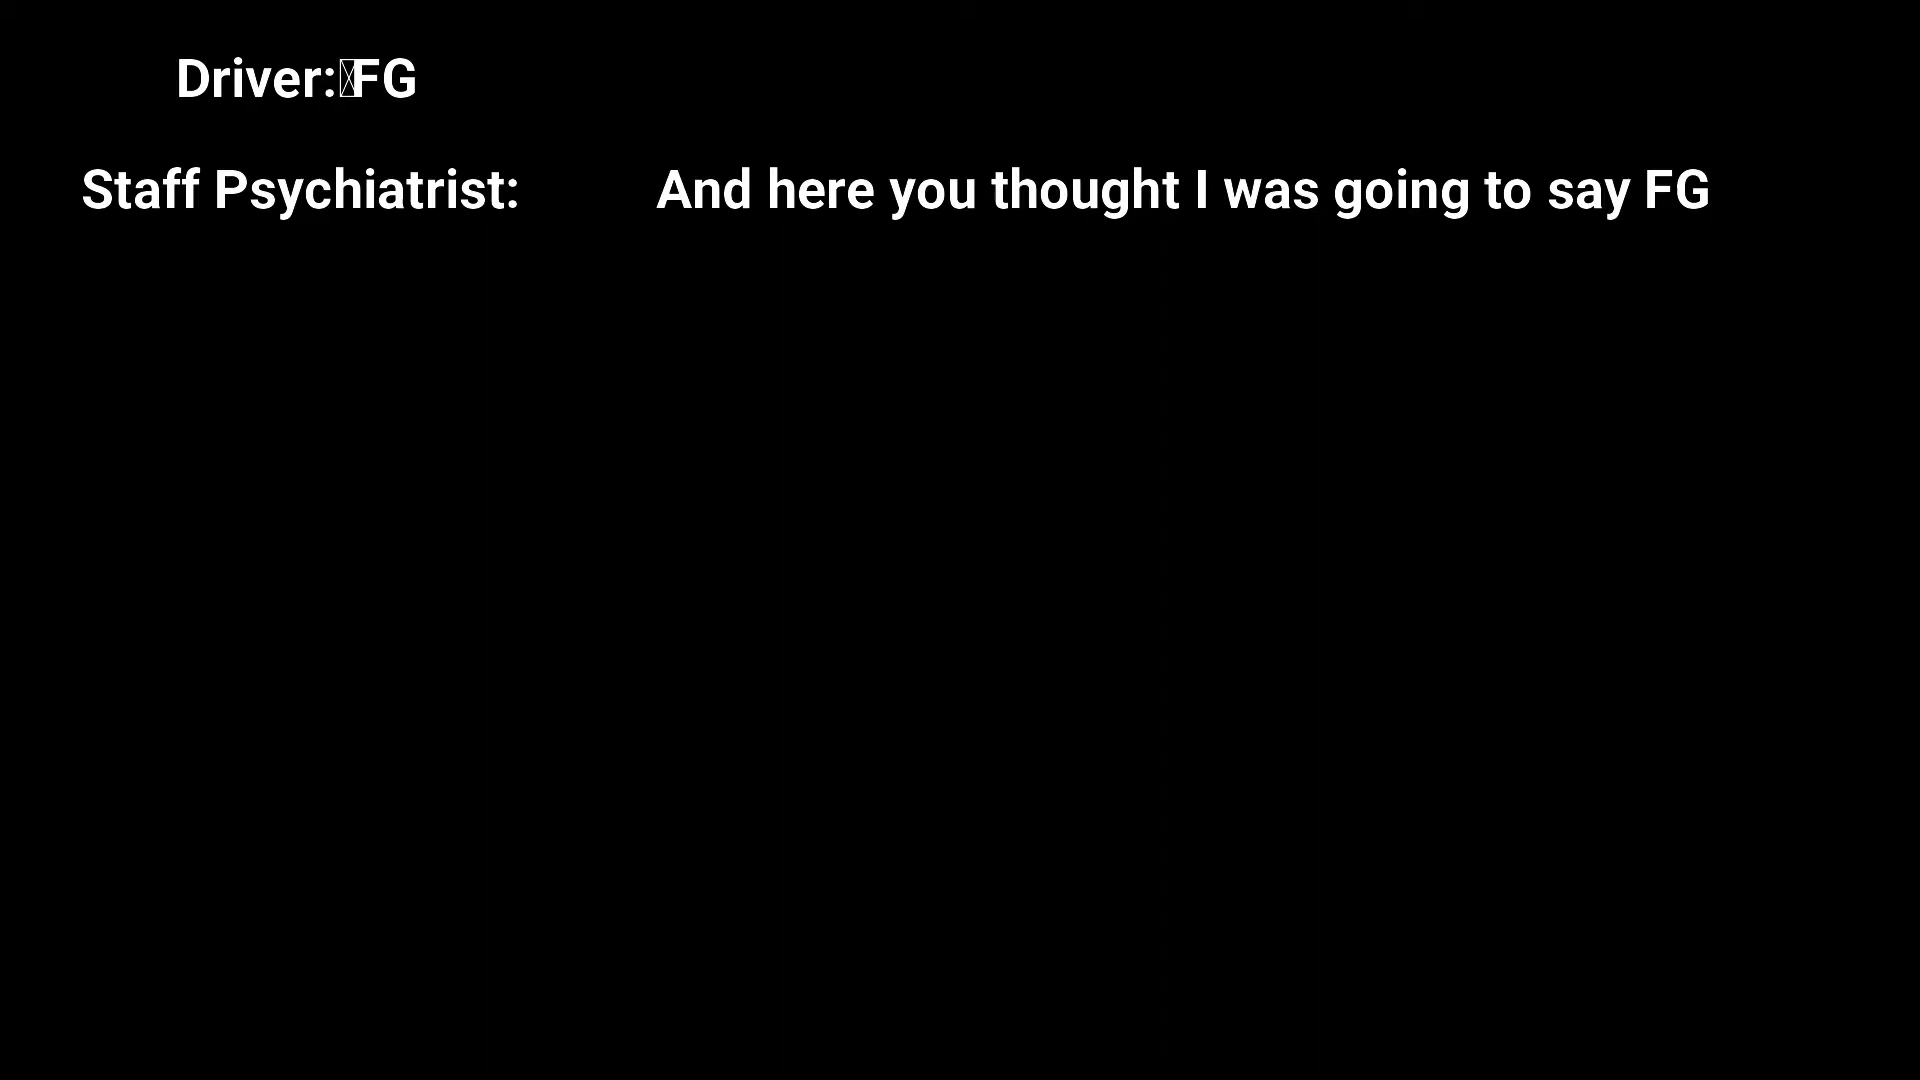 Driver: FG
Staff Psychiatrist: And here you thought I was going to say FG